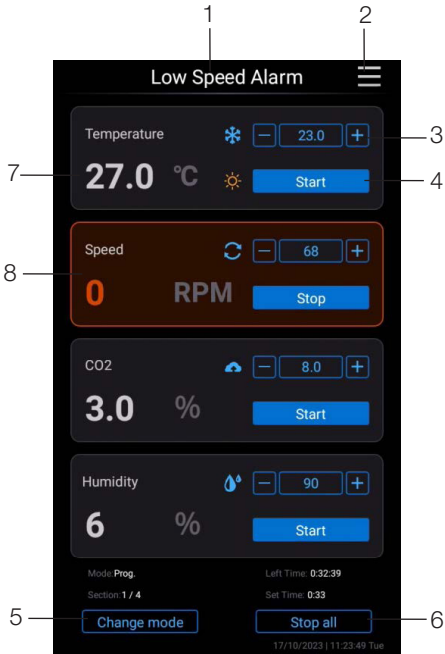 1
2
Low Speed Alarm
Temperature
23.0
3
7
27.0 °C
Start
4
Speed
68
8
0 RPM
Stop
CO2
8.0
3.0 %
Start
Humidity
90
6 %
Start
Mode:Prog.
Left Time: 0:32:39
Section:1 / 4
Set Time: 0:33
5
Change mode
Stop all
6
17/10/2023 | 11:23:49 Tue